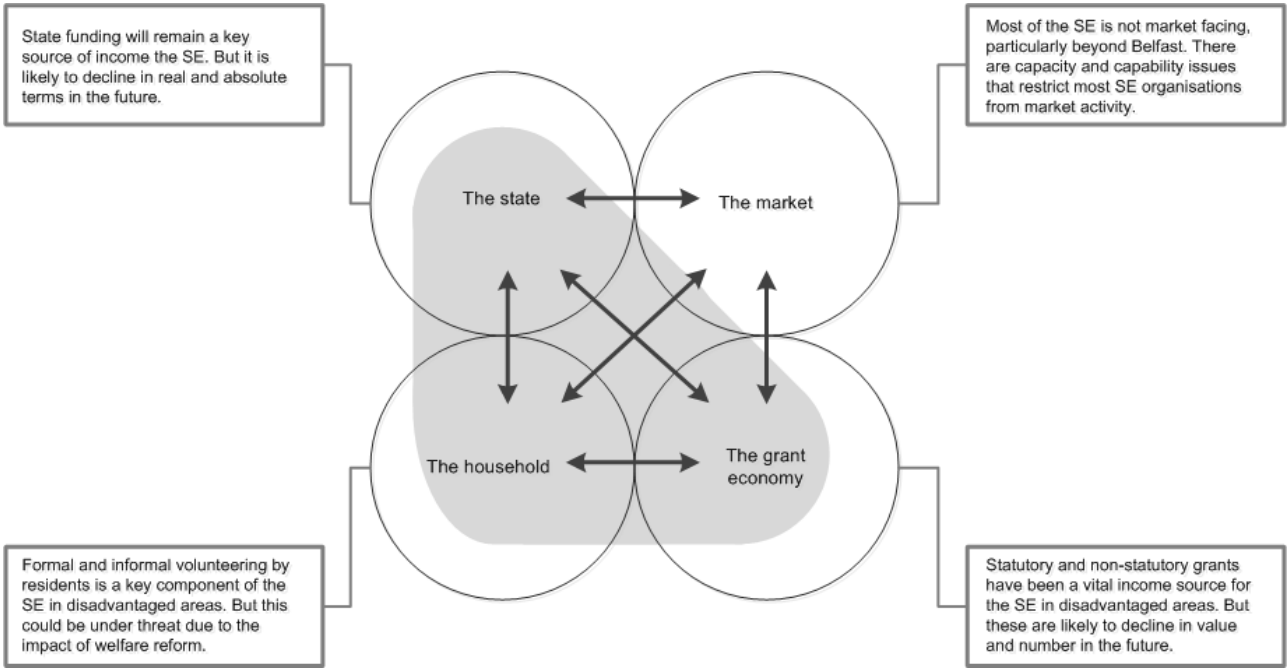 State funding will remain a key
source of income the SE. But it is
likely to decline in real and absolute
terms in the future.
Most of the SE is not market facing,
particularly beyond Belfast. There
are capacity and capability issues
that restrict most SE organisations
from market activity.
The state
The market
The household
The grant
economy
Formal and informal volunteering by
residents is a key component of the
SE in disadvantaged areas. But this
could be under threat due to the
impact of welfare reform.
Statutory and non-statutory grants
have been a vital income source for
the SE in disadvantaged areas. But
these are likely to decline in value
and number in the future.